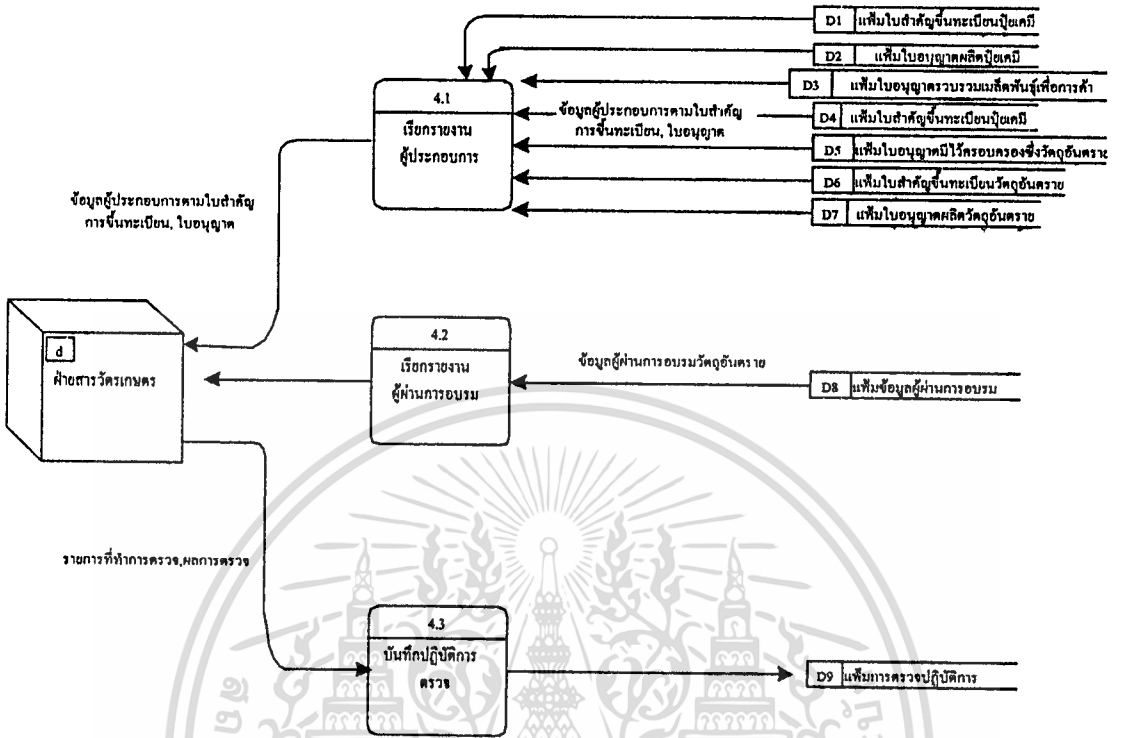 D1 แฟ้มใบสำคัญขึ้นทะเบียนปุ๋ยเคมี
D2 แฟ้มใบอนุญาตผลิตปุ๋ยเคมี
D3 แฟ้มใบอนุญาตรวบรวมเมล็ดพันธุ์เพื่อการค้า
4.1
เรียกรายงาน
ผู้ประกอบการ
ข้อมูลผู้ประกอบการตามใบสำคัญ
การขึ้นทะเบียน, ใบอนุญาต
D4 แฟ้มใบสำคัญขึ้นทะเบียนปุ๋ยเคมี
D5 แฟ้มใบอนุญาตมีไว้ครอบครองซึ่งวัตถุอันตราย
D6 แฟ้มใบสำคัญขึ้นทะเบียนวัตถุอันตราย
D7 แฟ้มใบอนุญาตผลิตวัตถุอันตราย
ข้อมูลผู้ประกอบการตามใบสำคัญ
การขึ้นทะเบียน, ใบอนุญาต
d
ฝ่ายสารวัตรเกษตร
4.2
เรียกรายงาน
ผู้ผ่านการอบรม
ข้อมูลผู้ผ่านการอบรมวัตถุอันตราย
D8 แฟ้มข้อมูลผู้ผ่านการอบรม
รายการที่ทำการตรวจ,ผลการตรวจ
4.3
บันทึกปฏิบัติการ
ตรวจ
D9 แฟ้มการตรวจปฏิบัติการ